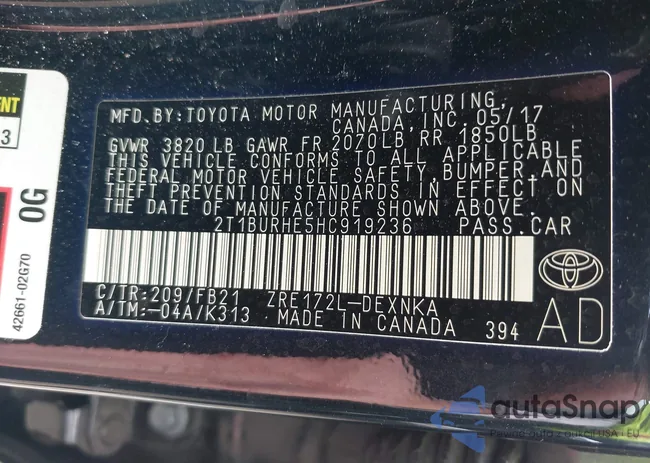 MFD.BY:TOYOTA MOTOR MANUFACTURING,
CANADA, INC. 05/17
GVWR 3820 LB GAWR FR 2070LB RR 1850LB
THIS VEHICLE CONFORMS TO ALL APPLICABLE
FEDERAL MOTOR VEHICLE SAFETY, BUMPER, AND
THEFT PREVENTION STANDARDS IN EFFECT ON
THE DATE OF MANUFACTURE SHOWN ABOVE.
2T1BURHE5HC919236 PASS.CAR
C/TR:209/FB21 ZRE172L-DEXNKA
A/TM:-04A/K313 MADE IN CANADA 394
AD
0G
42661-02G70
autoSnap